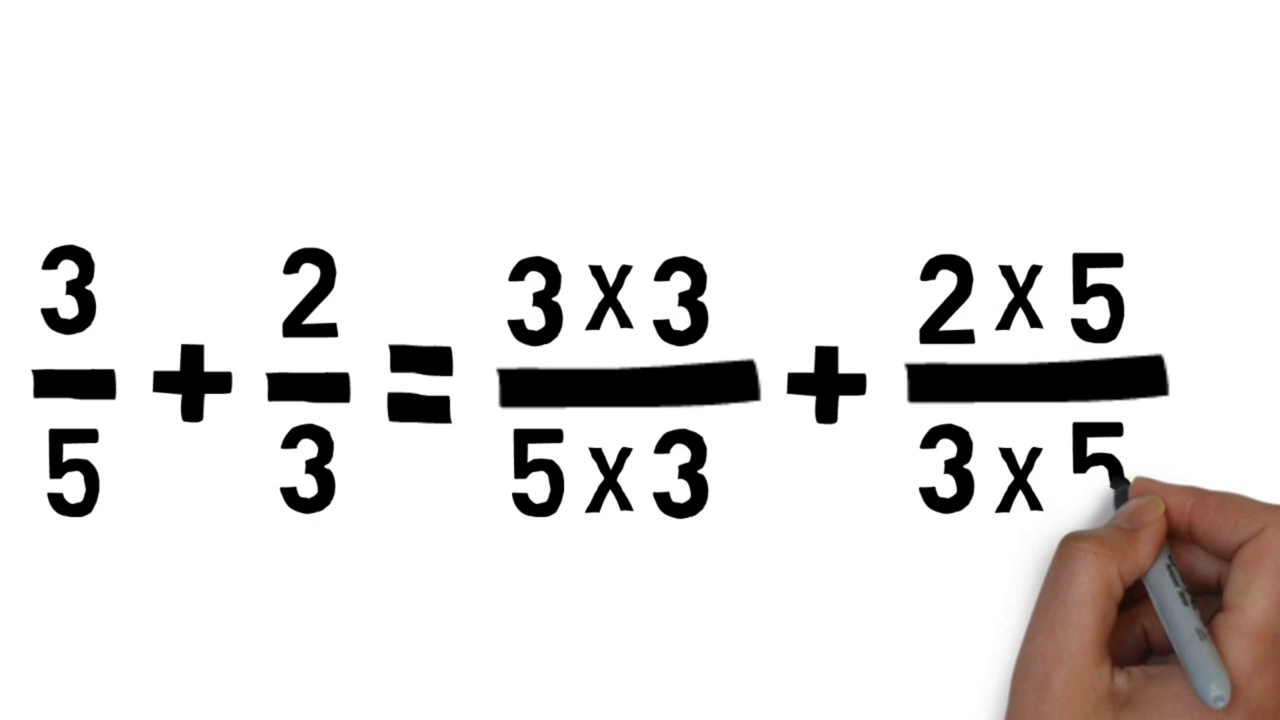 3/5 + 2/3 = 3 x 3/5 x 3 + 2 x 5/3 x 5